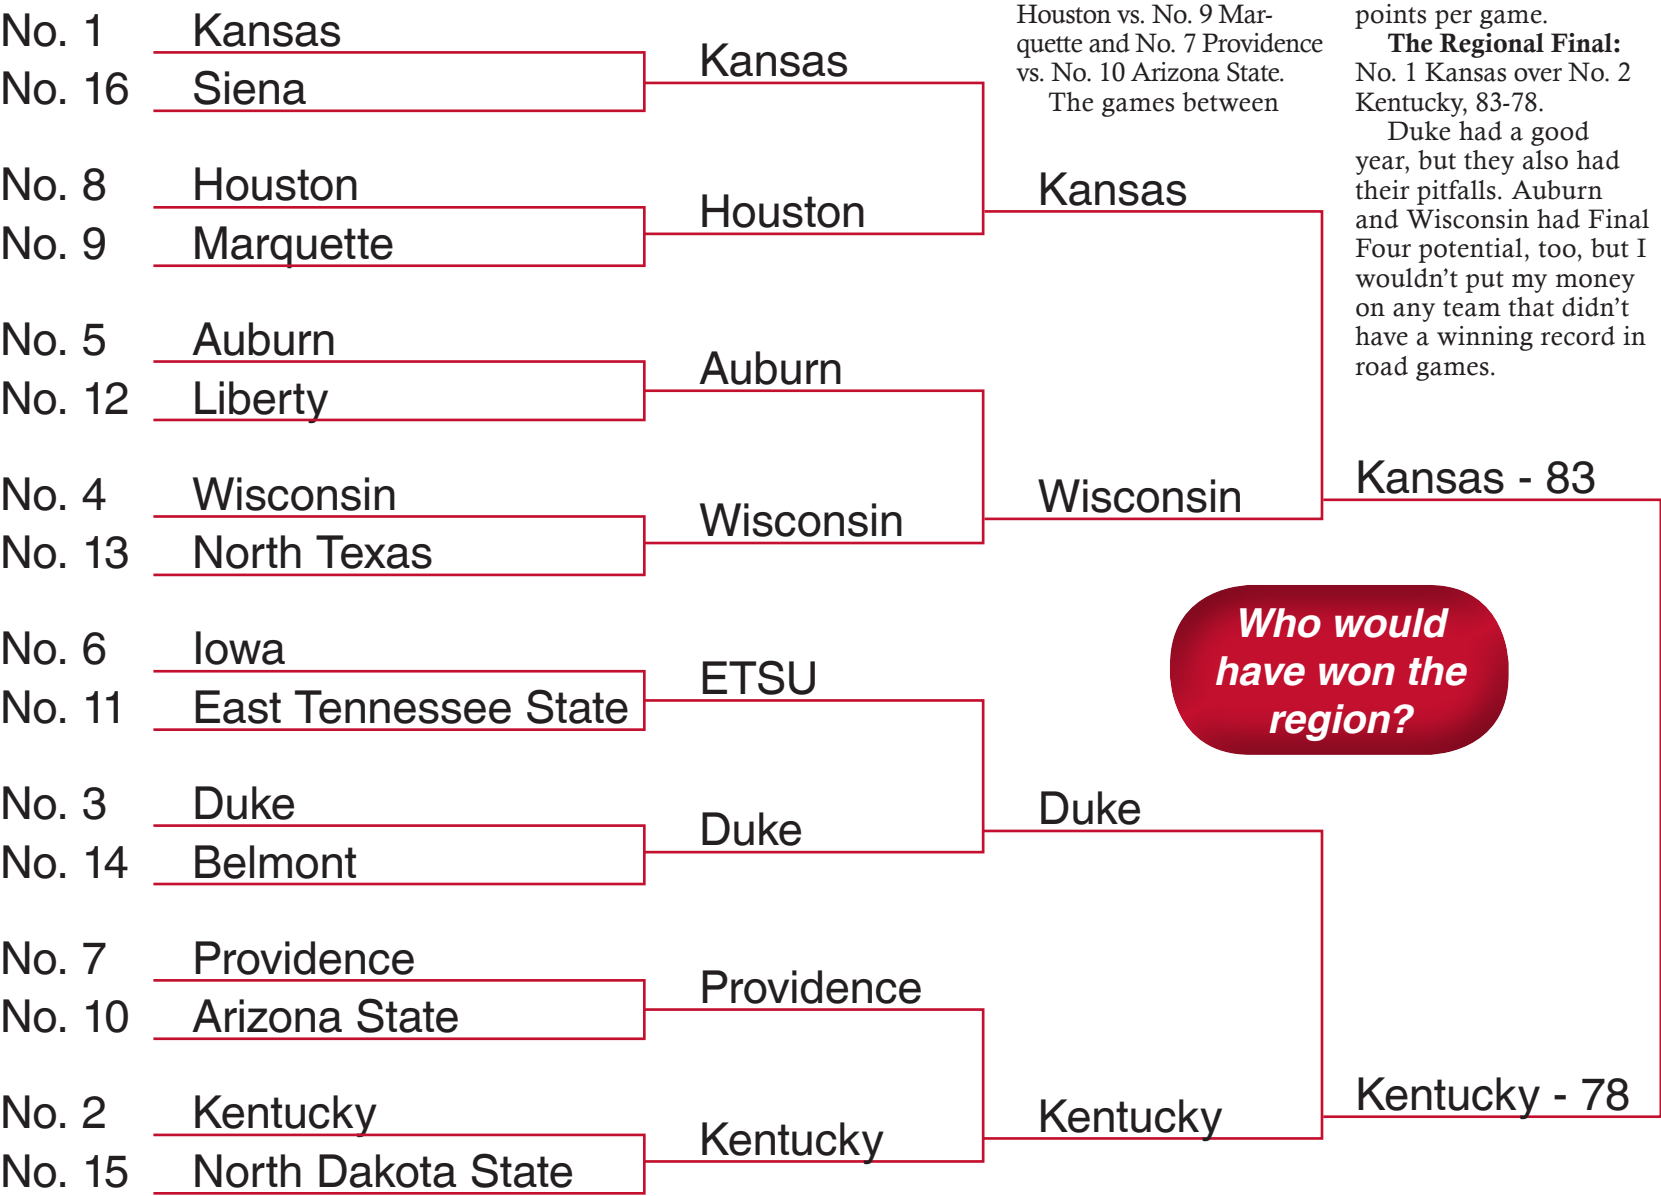 Houston vs. No. 9 Mar-
quette and No. 7 Providence
vs. No. 10 Arizona State.
The games between
points per game.
The Regional Final:
No. 1 Kansas over No. 2
Kentucky, 83-78.
Duke had a good
year, but they also had
their pitfalls. Auburn
and Wisconsin had Final
Four potential, too, but I
wouldn’t put my money
on any team that didn’t
have a winning record in
road games.
No. 1 Kansas
No. 16 Siena
No. 8 Houston
No. 9 Marquette
No. 5 Auburn
No. 12 Liberty
No. 4 Wisconsin
No. 13 North Texas
No. 6 Iowa
No. 11 East Tennessee State
No. 3 Duke
No. 14 Belmont
No. 7 Providence
No. 10 Arizona State
No. 2 Kentucky
No. 15 North Dakota State
Kansas
Houston
Auburn
Wisconsin
ETSU
Duke
Providence
Kentucky
Kansas
Wisconsin
Duke
Kentucky
Kansas - 83
Kentucky - 78
Who would
have won the
region?